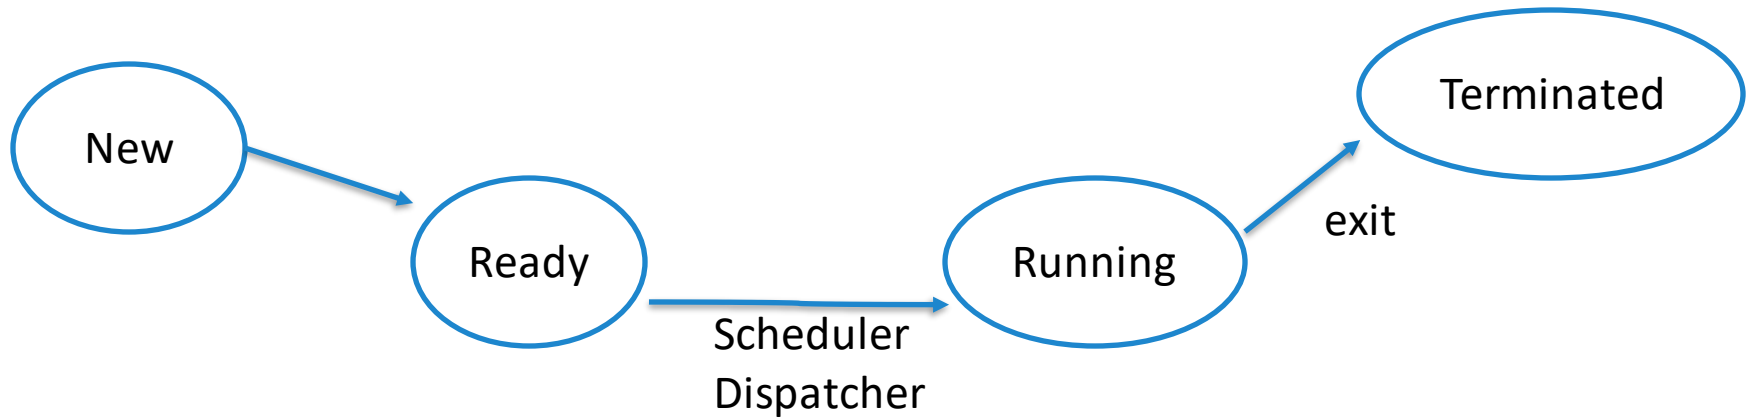 New
Ready
Scheduler
Dispatcher
Running
exit
Terminated